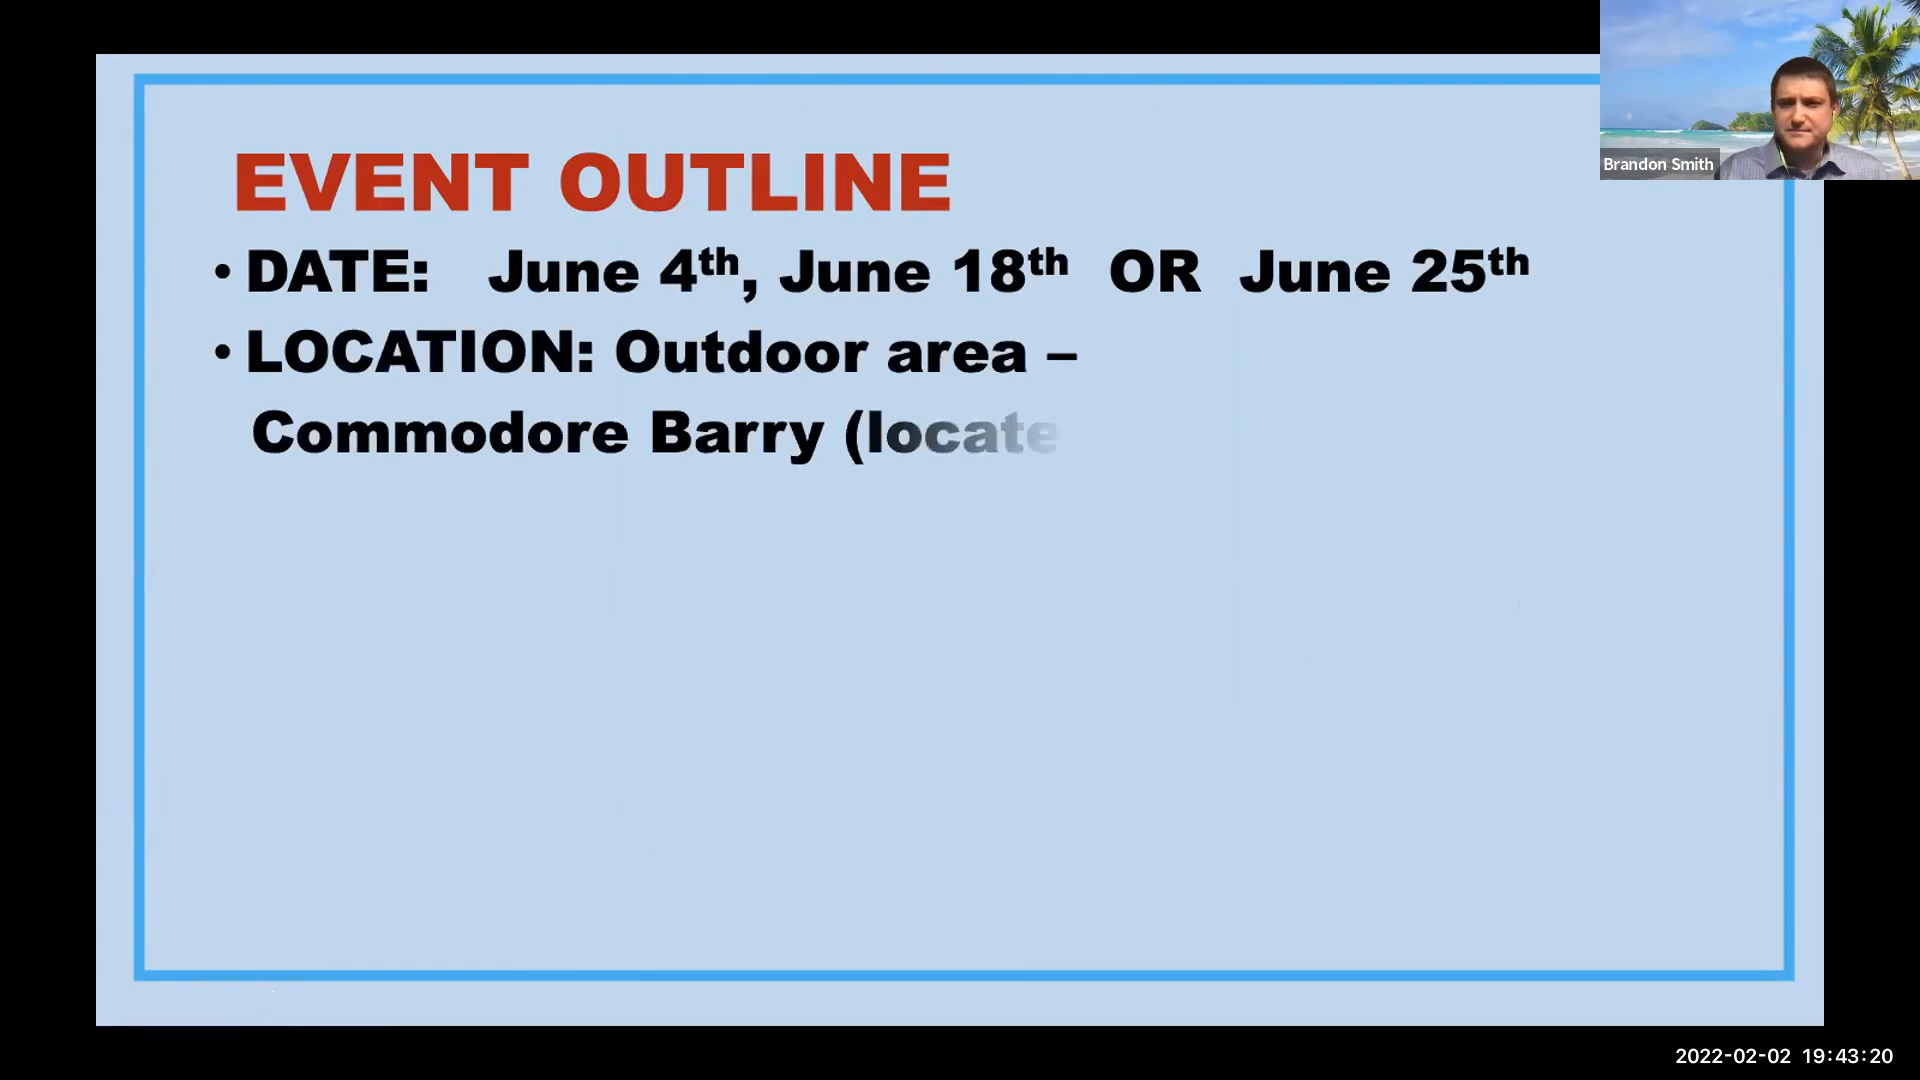 EVENT OUTLINE
• DATE: June 4th, June 18th OR June 25th
• LOCATION: Outdoor area –
Commodore Barry (locate
Brandon Smith
2022-02-02 19:43:20